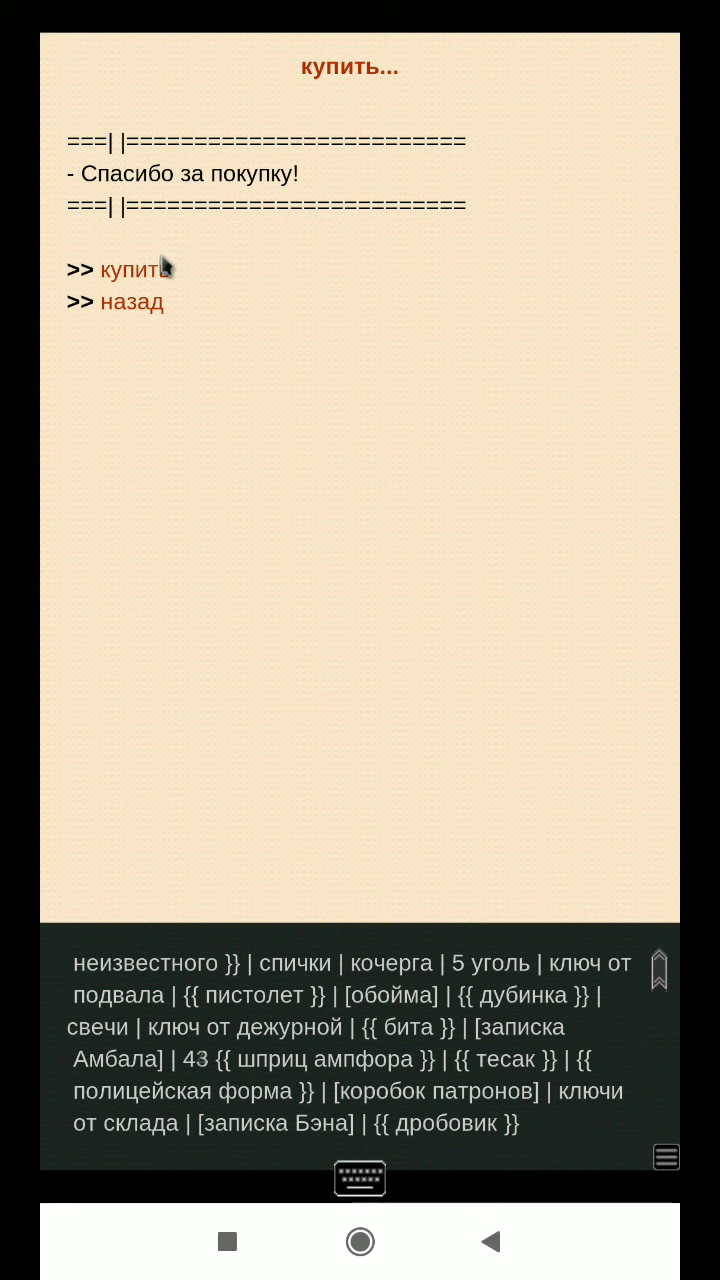 купить...
===| |=========================
- Спасибо за покупку!
===| |=========================
>> купить
>> назад
неизвестного }} | спички | кочерга | 5 уголь | ключ от
подвала | {{ пистолет }} | [обойма] | {{ дубинка }} |
свечи | ключ от дежурной | {{ бита }} | [записка
Амбала] | 43 {{ шприц ампфора }} | {{ тесак }} | {{
полицейская форма }} | [коробок патронов] | ключи
от склада | [записка Бэна] | {{ дробовик }}